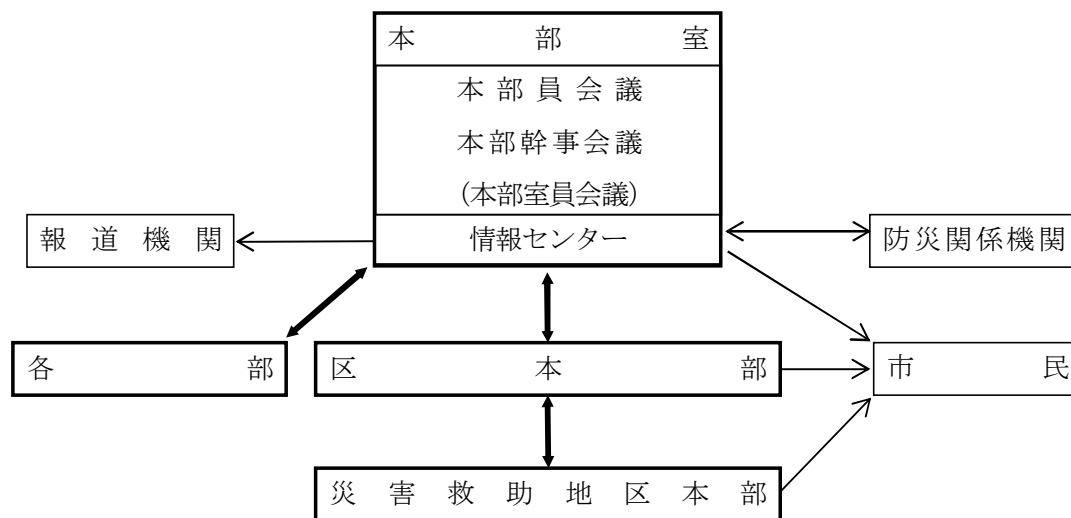 本部室
本部員会議
本部幹事会議
(本部室員会議)
報道機関
情報センター
防災関係機関
各部
区本部
市民
災害救助地区本部